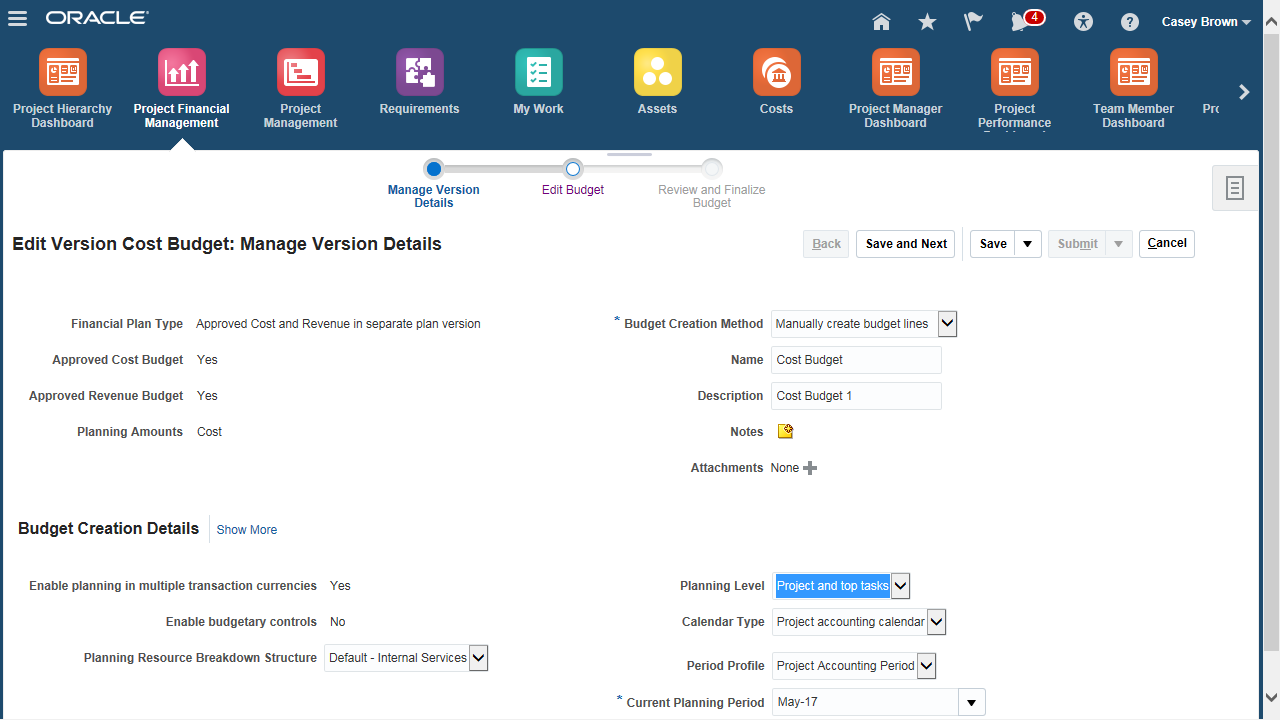 ORACLE
4
Casey Brown
Project Hierarchy Dashboard
Project Financial Management
Project Management
Requirements
My Work
Assets
Costs
Project Manager Dashboard
Project Performance
Team Member Dashboard
Manage Version Details
Edit Budget
Review and Finalize Budget
Edit Version Cost Budget: Manage Version Details
Back
Save and Next
Save
Submit
Cancel
Financial Plan Type Approved Cost and Revenue in separate plan version
Approved Cost Budget Yes
Approved Revenue Budget Yes
Planning Amounts Cost
* Budget Creation Method Manually create budget lines
Name Cost Budget
Description Cost Budget 1
Notes
Attachments None
Budget Creation Details Show More
Enable planning in multiple transaction currencies Yes
Enable budgetary controls No
Planning Resource Breakdown Structure Default - Internal Services
Planning Level Project and top tasks
Calendar Type Project accounting calendar
Period Profile Project Accounting Period
* Current Planning Period May-17